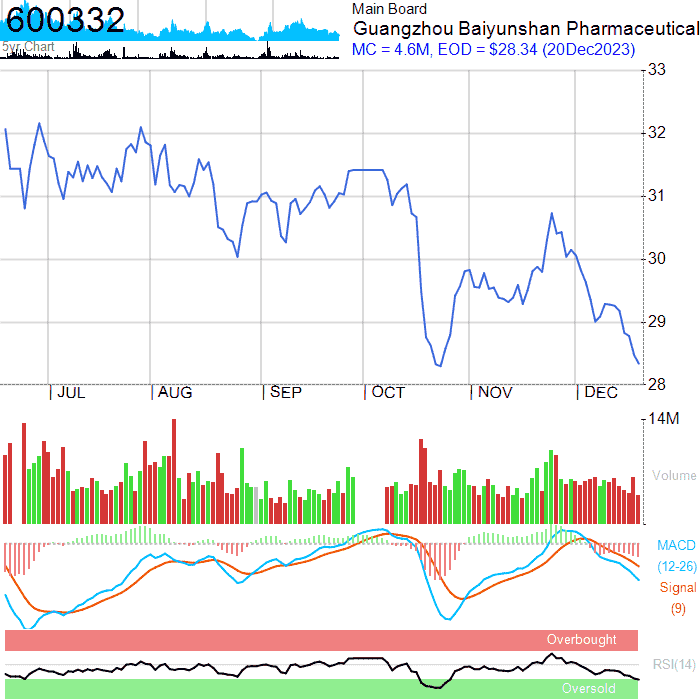 600332
5yr Chart
Main Board
Guangzhou Baiyunshan Pharmaceutical
MC = 4.6M, EOD = $28.34 (20Dec2023)
33
32
31
30
29
28
JUL
AUG
SEP
OCT
NOV
DEC
14M
Volume
MACD
(12-26)
Signal
(9)
Overbought
RSI(14)
Oversold